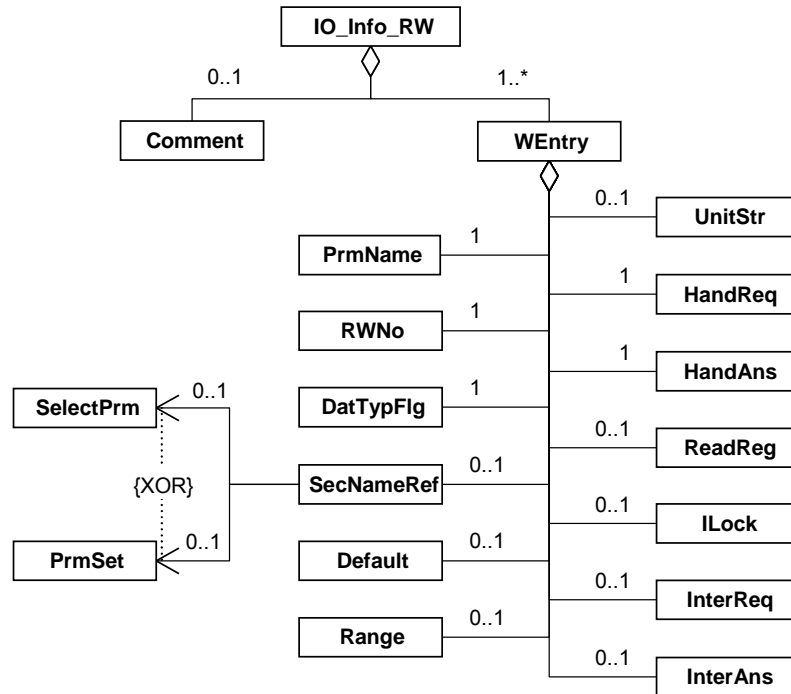 IO_Info_RW
0..1
1..*
Comment
WEntry
0..1
UnitStr
1
PrmName
1
HandReq
1
RWNo
1
HandAns
0..1
SelectPrm
1
DatTypFlg
0..1
ReadReg
{XOR}
0..1
SecNameRef
0..1
ILock
0..1
PrmSet
0..1
Default
0..1
InterReq
0..1
Range
0..1
InterAns